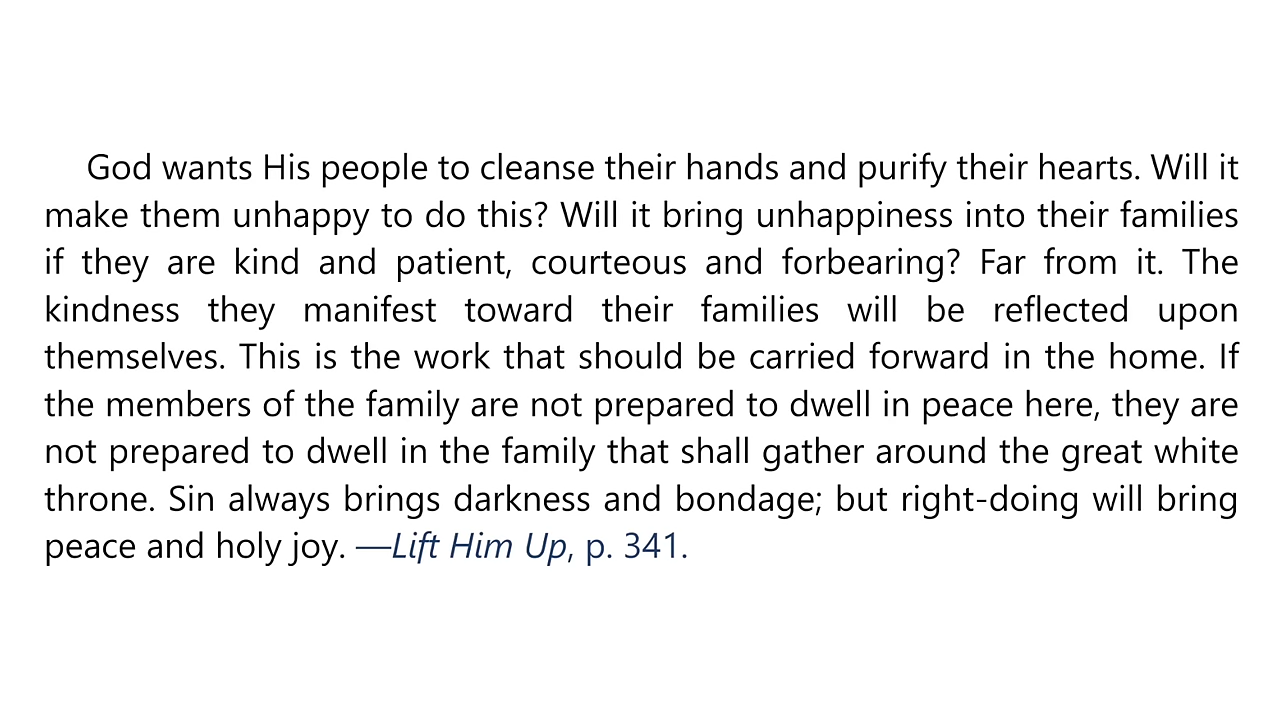 God wants His people to cleanse their hands and purify their hearts. Will it
make them unhappy to do this? Will it bring unhappiness into their families
if they are kind and patient, courteous and forbearing? Far from it. The
kindness they manifest toward their families will be reflected upon
themselves. This is the work that should be carried forward in the home. If
the members of the family are not prepared to dwell in peace here, they are
not prepared to dwell in the family that shall gather around the great white
throne. Sin always brings darkness and bondage; but right-doing will bring
peace and holy joy. —Lift Him Up, p. 341.